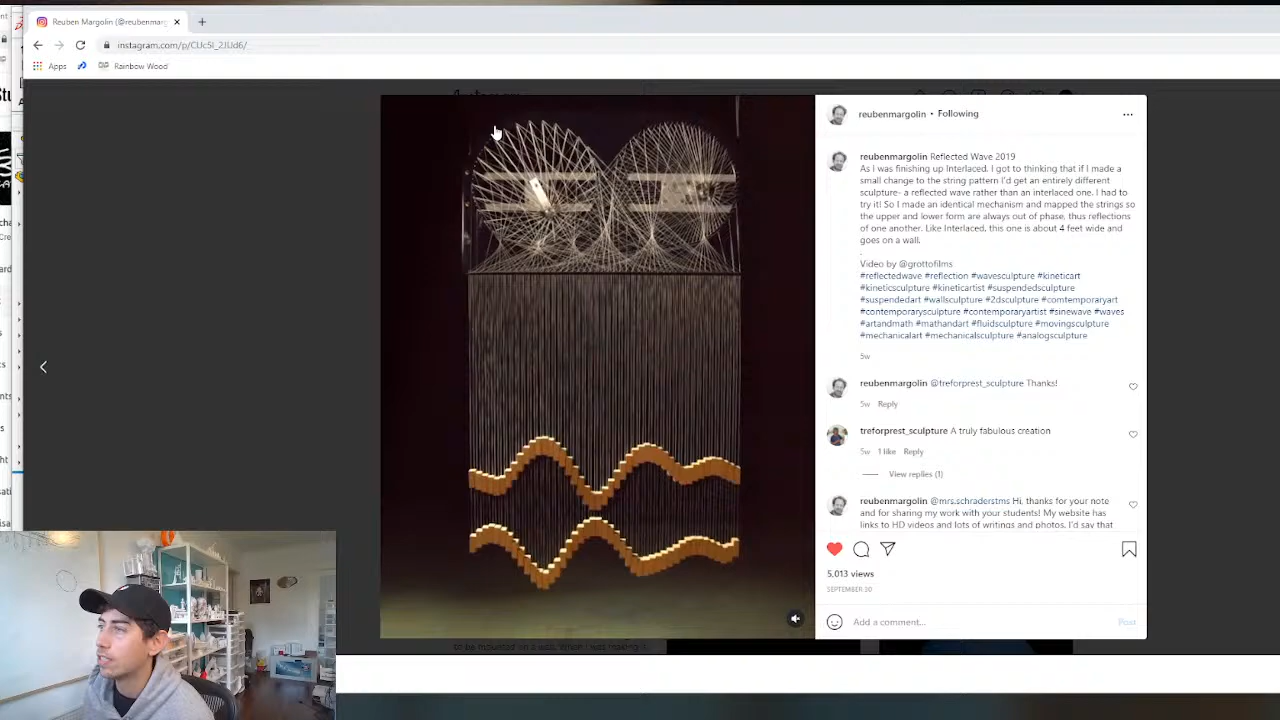 Reuben Margolin (@reubenmarg
instagram.com/p/CUc5I_2JUd6/
Apps
Rainbow Wood
reubenmargolin • Following
reubenmargolin Reflected Wave 2019
As I was finishing up Interlaced, I got to thinking that if I made a
small change to the string pattern I'd get an entirely different
sculpture- a reflected wave rather than an interlaced one. I had to
try it! So I made an identical mechanism and mapped the strings so
the upper and lower form are always out of phase, thus reflections
of one another. Like Interlaced, this one is about 4 feet wide and
goes on a wall.
.
Video by @grottofilms
#reflectedwave #reflection #wavesculpture #kineticart
#kineticsculpture #kineticartist #suspendedsculpture
#suspendedart #wallsculpture #2dsculpture #comtemporaryart
#contemporarysculpture #contemporaryartist #sinewave #waves
#artandmath #mathandart #fluidsculpture #movingsculpture
#mechanicalart #mechanicalsculpture #analogsculpture
5w
reubenmargolin @treforprest_sculpture Thanks!
5w Reply
treforprest_sculpture A truly fabulous creation
5w 1 like Reply
View replies (1)
reubenmargolin @mrs.schraderstms Hi, thanks for your note
and for sharing my work with your students! My website has
links to HD videos and lots of writings and photos. I'd say that
5,013 views
SEPTEMBER 30
Add a comment...
Post